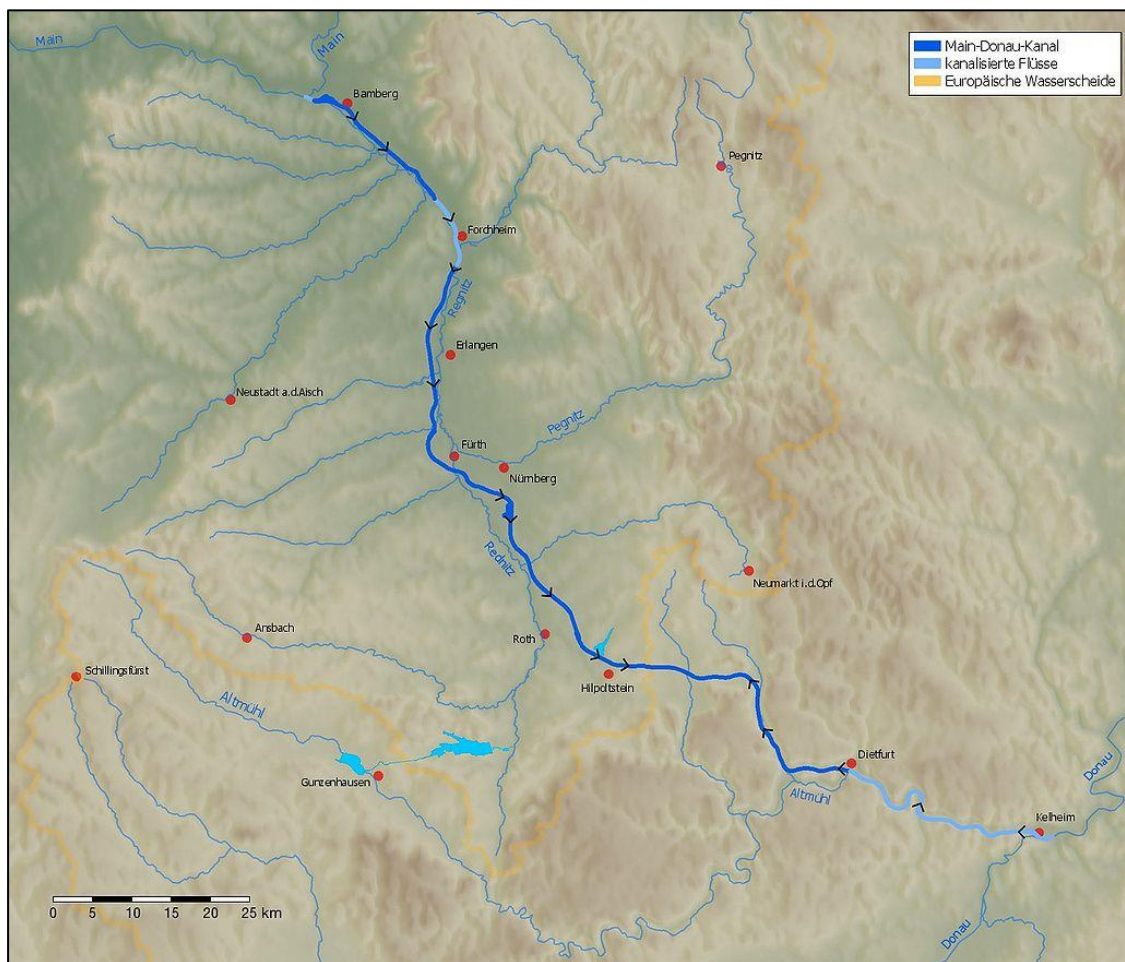 Main
Main
Main-Donau-Kanal
kanalisierte Flüsse
Europäische Wasserscheide
Bamberg
Pegnitz
Forchheim
Regnitz
Erlangen
Neustadt a.d.Aisch
Pegnitz
Fürth
Nürnberg
Rednitz
Neumarkt i.d.Opf
Ansbach
Roth
Schillingsfürst
Hilpoltstein
Altmühl
Dietfurt
Donau
Gunzenhausen
Altmühl
Kelheim
0 5 10 15 20 25 km
Donau